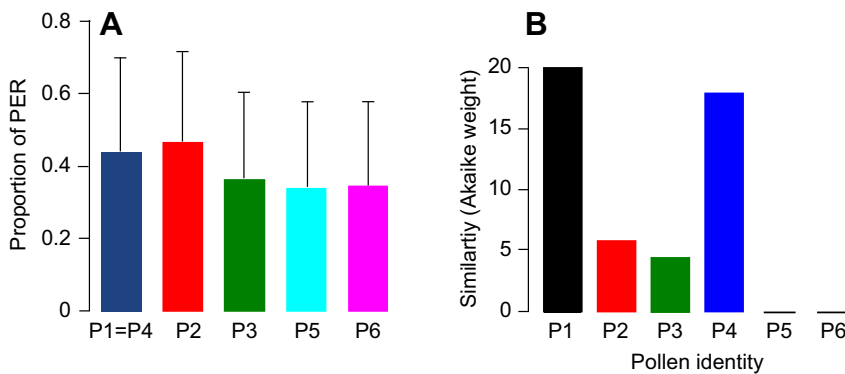 A
Proportion of PER
0.8
0.6
0.4
0.2
0
P1=P4 P2 P3 P5 P6
B
Similartiy (Akaike weight)
20
15
10
5
0
P1 P2 P3 P4 P5 P6
Pollen identity